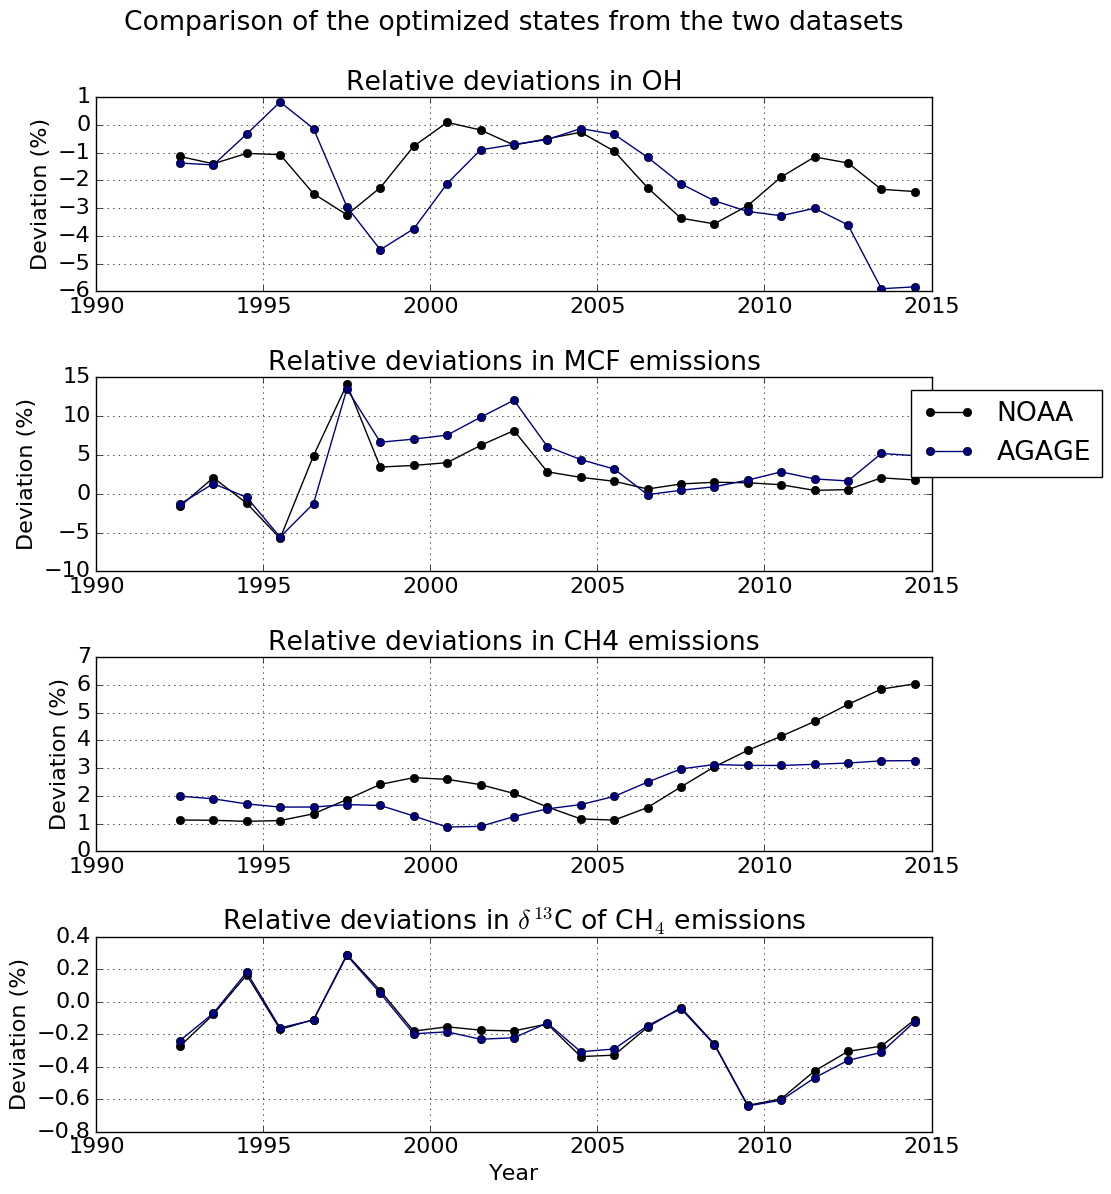 Comparison of the optimized states from the two datasets
Relative deviations in OH
Deviation (%)
1
0
−1
−2
−3
−4
−5
−6
1990 1995 2000 2005 2010 2015
Relative deviations in MCF emissions
Deviation (%)
15
10
5
0
−5
−10
1990 1995 2000 2005 2010 2015
NOAA
AGAGE
Relative deviations in CH4 emissions
Deviation (%)
7
6
5
4
3
2
1
0
1990 1995 2000 2005 2010 2015
Relative deviations in δ¹³C of CH₄ emissions
Deviation (%)
0.4
0.2
0.0
−0.2
−0.4
−0.6
−0.8
1990 1995 2000 2005 2010 2015
Year